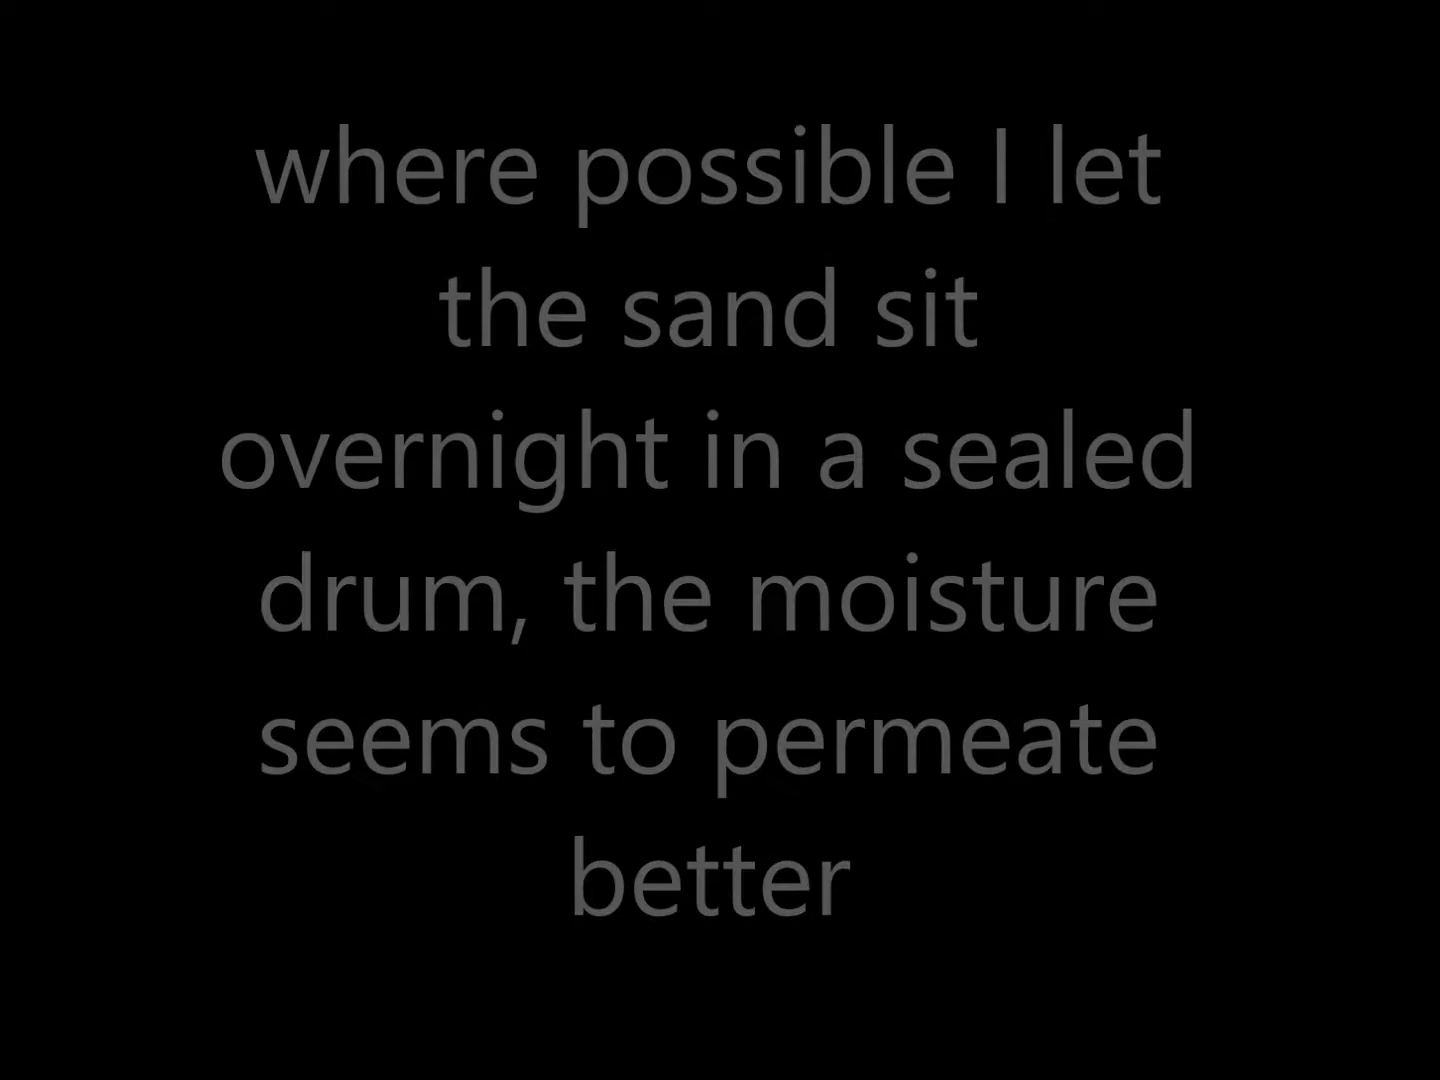 where possible I let
the sand sit
overnight in a sealed
drum, the moisture
seems to permeate
better